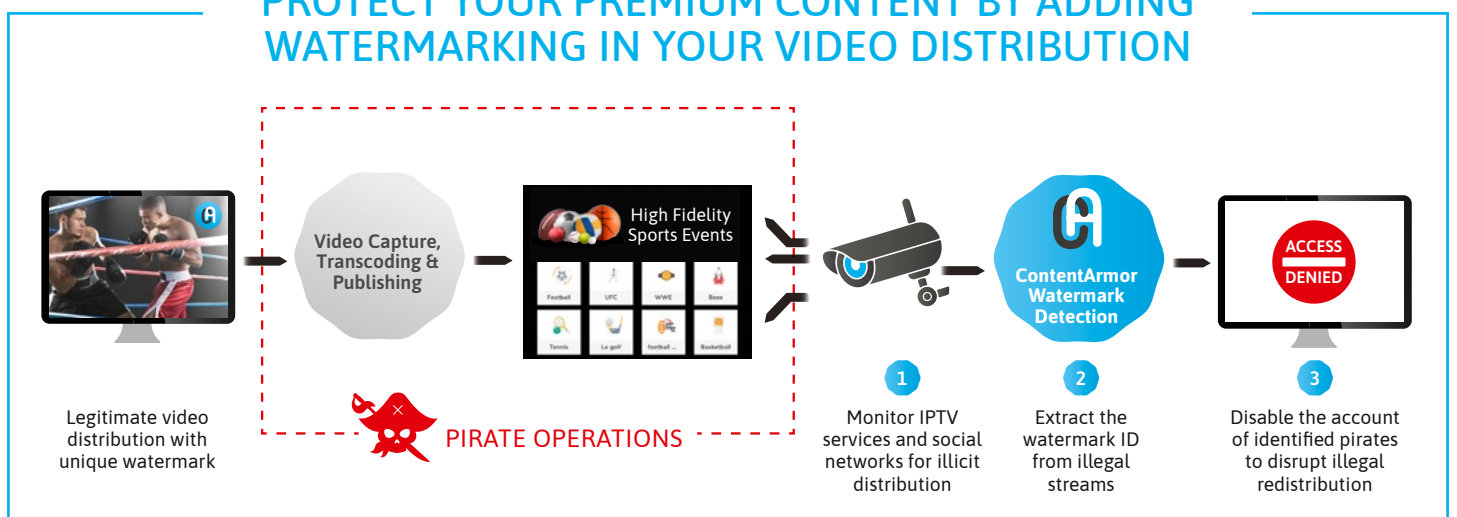 PROTECT YOUR PREMIUM CONTENT BY ADDING
WATERMARKING IN YOUR VIDEO DISTRIBUTION
Legitimate video
distribution with
unique watermark
Video Capture,
Transcoding &
Publishing
High Fidelity
Sports Events
Football
UFC
WWE
Boxe
Tennis
Le golf
football ...
Basketball
PIRATE OPERATIONS
1
Monitor IPTV
services and social
networks for illicit
distribution
CA
ContentArmor
Watermark
Detection
2
Extract the
watermark ID
from illegal
streams
ACCESS
DENIED
3
Disable the account
of identified pirates
to disrupt illegal
redistribution